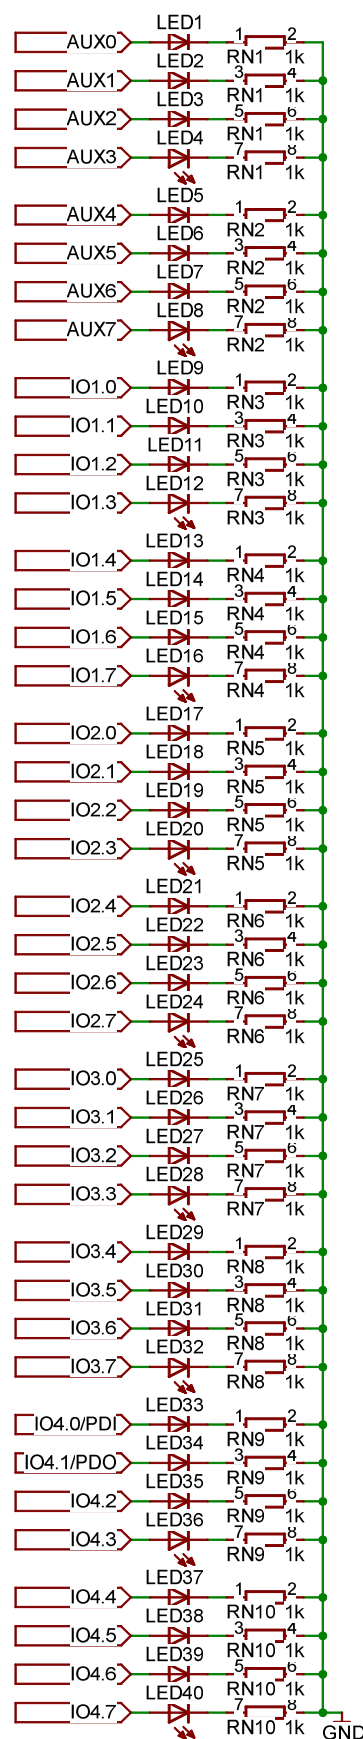 LED1
AUX0 1 2
LED2 RN1 1k
AUX1 3 4
LED3 RN1 1k
AUX2 5 6
LED4 RN1 1k
AUX3 7 8
RN1 1k
LED5
AUX4 1 2
LED6 RN2 1k
AUX5 3 4
LED7 RN2 1k
AUX6 5 6
LED8 RN2 1k
AUX7 7 8
RN2 1k
LED9
IO1.0 1 2
LED10 RN3 1k
IO1.1 3 4
LED11 RN3 1k
IO1.2 5 6
LED12 RN3 1k
IO1.3 7 8
RN3 1k
LED13
IO1.4 1 2
LED14 RN4 1k
IO1.5 3 4
LED15 RN4 1k
IO1.6 5 6
LED16 RN4 1k
IO1.7 7 8
RN4 1k
LED17
IO2.0 1 2
LED18 RN5 1k
IO2.1 3 4
LED19 RN5 1k
IO2.2 5 6
LED20 RN5 1k
IO2.3 7 8
RN5 1k
LED21
IO2.4 1 2
LED22 RN6 1k
IO2.5 3 4
LED23 RN6 1k
IO2.6 5 6
LED24 RN6 1k
IO2.7 7 8
RN6 1k
LED25
IO3.0 1 2
LED26 RN7 1k
IO3.1 3 4
LED27 RN7 1k
IO3.2 5 6
LED28 RN7 1k
IO3.3 7 8
RN7 1k
LED29
IO3.4 1 2
LED30 RN8 1k
IO3.5 3 4
LED31 RN8 1k
IO3.6 5 6
LED32 RN8 1k
IO3.7 7 8
RN8 1k
LED33
IO4.0/PDI 1 2
LED34 RN9 1k
IO4.1/PDO 3 4
LED35 RN9 1k
IO4.2 5 6
LED36 RN9 1k
IO4.3 7 8
RN9 1k
LED37
IO4.4 1 2
LED38 RN10 1k
IO4.5 3 4
LED39 RN10 1k
IO4.6 5 6
LED40 RN10 1k
IO4.7 7 8
RN10 1k GND